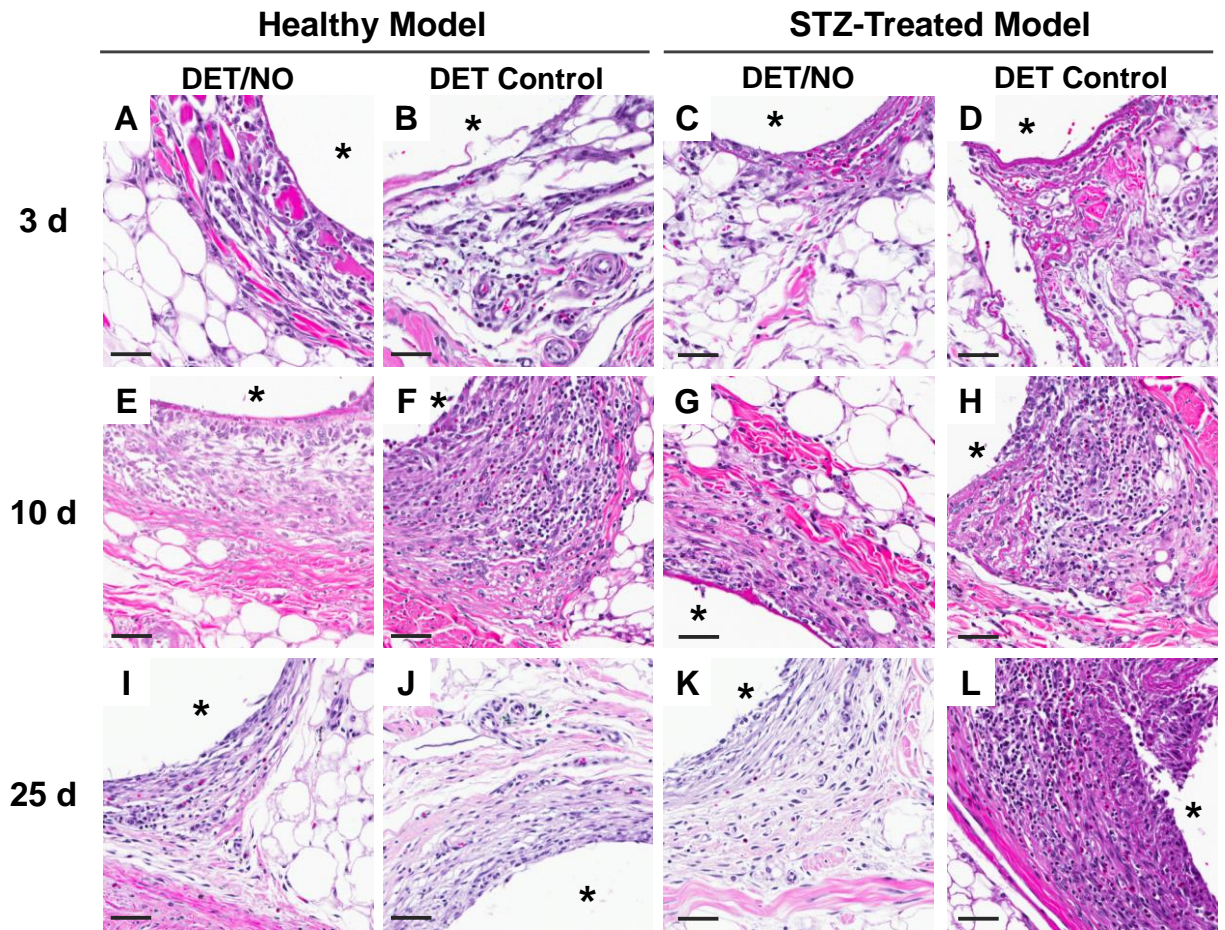 Healthy Model STZ-Treated Model
DET/NO DET Control DET/NO DET Control
3 d A * B * C * D *
10 d E * F * G * H *
25 d I * J * K * L *